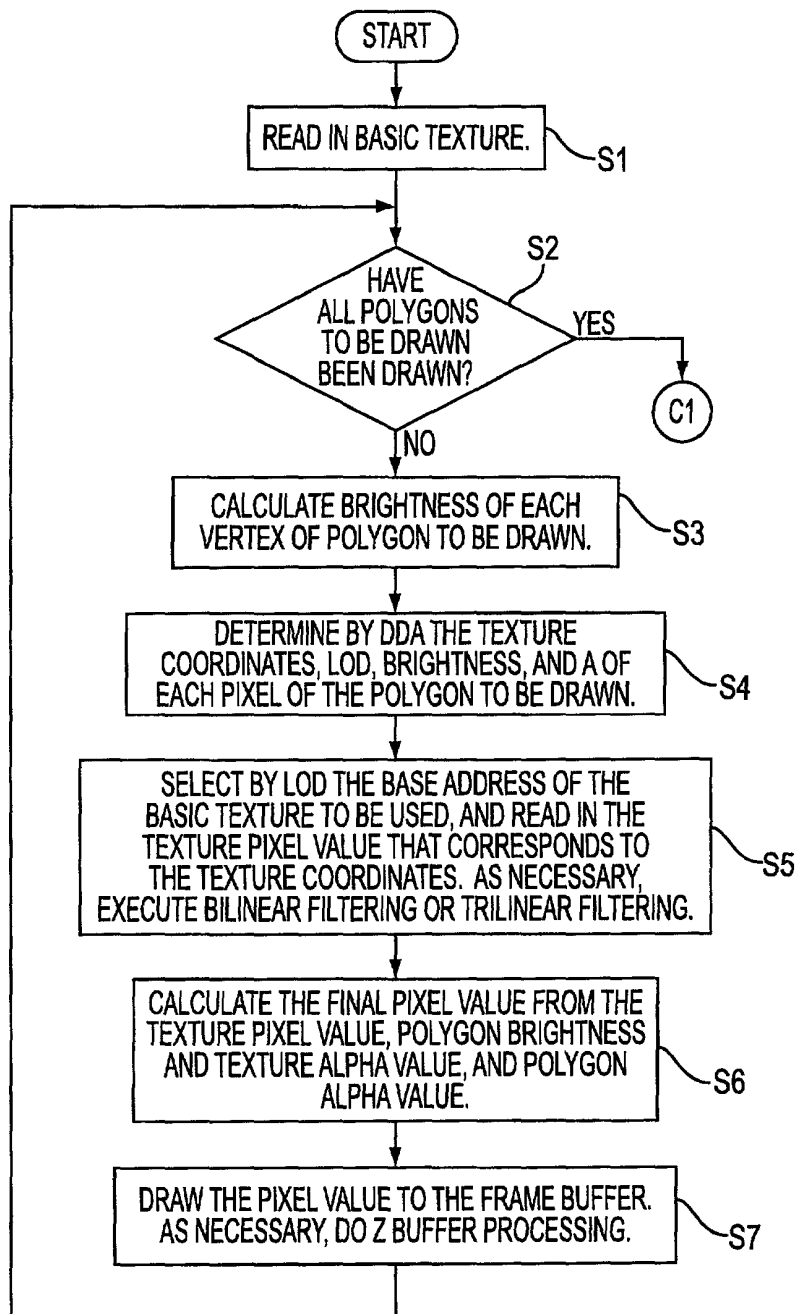 START
READ IN BASIC TEXTURE.
S1
S2
HAVE
ALL POLYGONS
TO BE DRAWN
BEEN DRAWN?
YES
C1
NO
CALCULATE BRIGHTNESS OF EACH
VERTEX OF POLYGON TO BE DRAWN.
S3
DETERMINE BY DDA THE TEXTURE
COORDINATES, LOD, BRIGHTNESS, AND A OF
EACH PIXEL OF THE POLYGON TO BE DRAWN.
S4
SELECT BY LOD THE BASE ADDRESS OF THE
BASIC TEXTURE TO BE USED, AND READ IN THE
TEXTURE PIXEL VALUE THAT CORRESPONDS TO
THE TEXTURE COORDINATES. AS NECESSARY,
EXECUTE BILINEAR FILTERING OR TRILINEAR FILTERING.
S5
CALCULATE THE FINAL PIXEL VALUE FROM THE
TEXTURE PIXEL VALUE, POLYGON BRIGHTNESS
AND TEXTURE ALPHA VALUE, AND POLYGON
ALPHA VALUE.
S6
DRAW THE PIXEL VALUE TO THE FRAME BUFFER.
AS NECESSARY, DO Z BUFFER PROCESSING.
S7